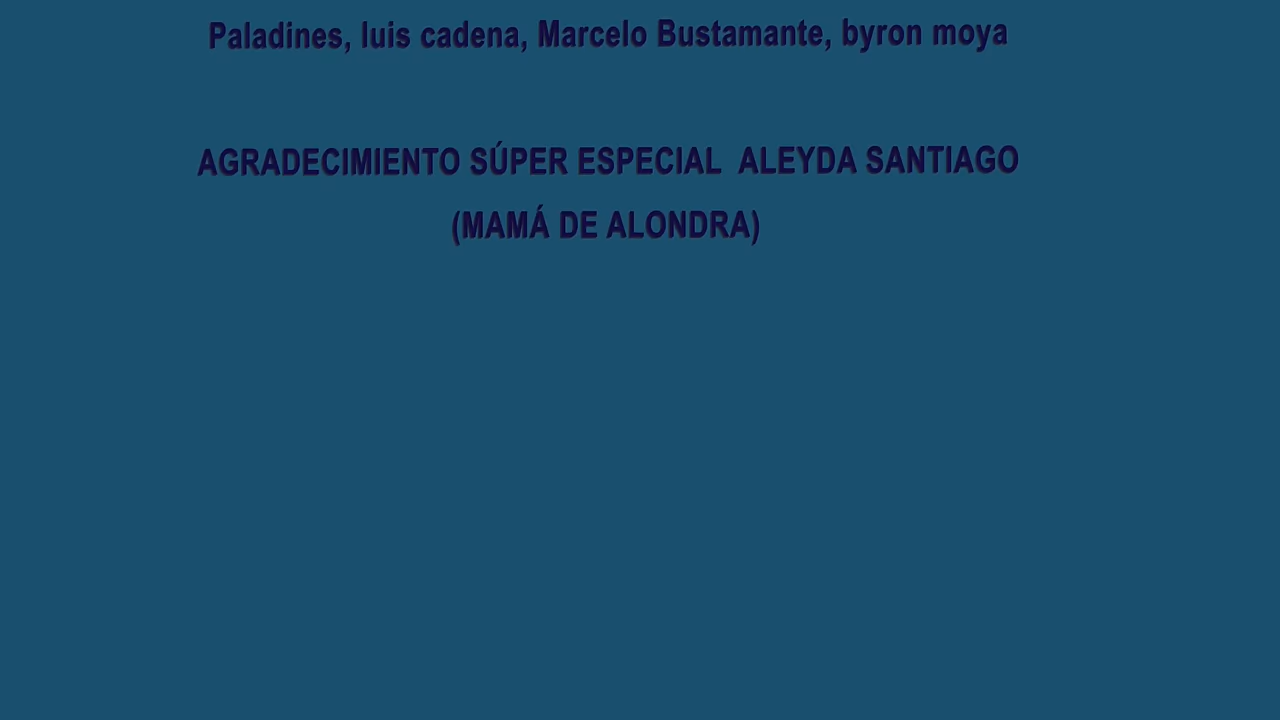 Paladines, luis cadena, Marcelo Bustamante, byron moya
AGRADECIMIENTO SÚPER ESPECIAL ALEYDA SANTIAGO
(MAMÁ DE ALONDRA)